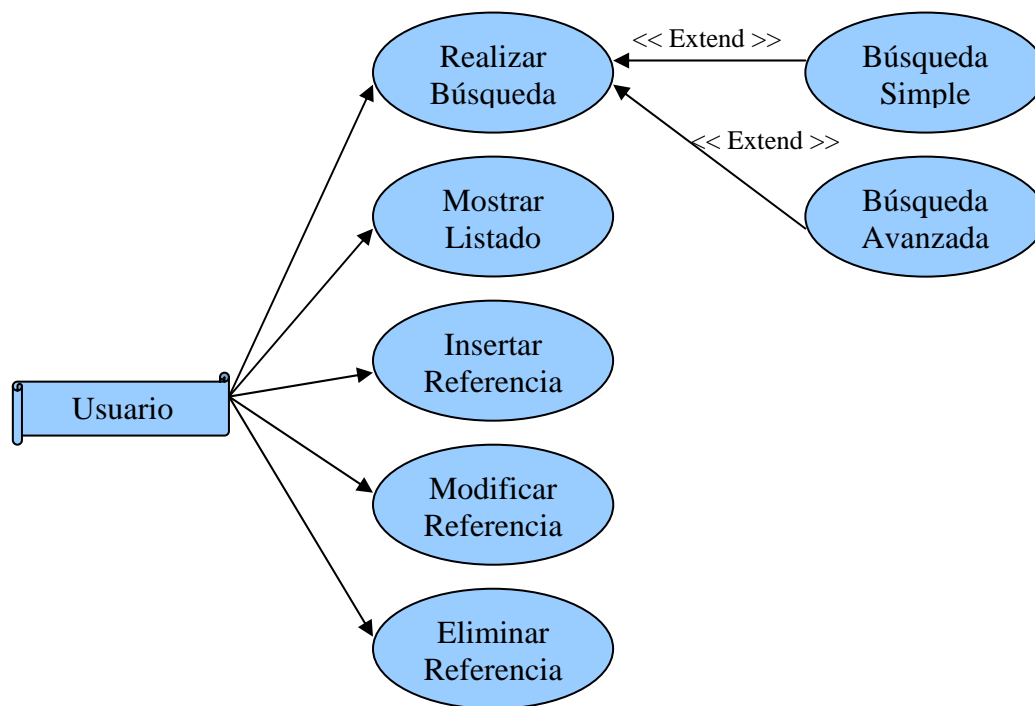 Realizar
Búsqueda
<< Extend >>
Búsqueda
Simple
<< Extend >>
Mostrar
Listado
Búsqueda
Avanzada
Insertar
Referencia
Usuario
Modificar
Referencia
Eliminar
Referencia